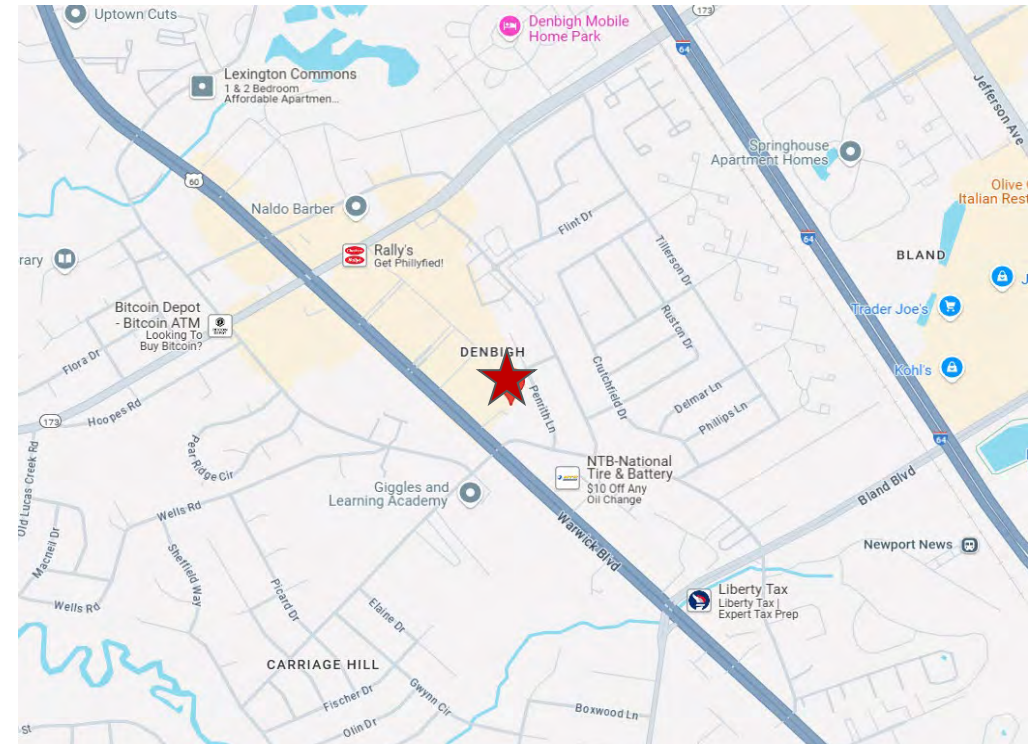 Uptown Cuts
Denbigh Mobile
Home Park
173
64
Lexington Commons
1 & 2 Bedroom
Affordable Apartmen...
Jefferson Ave
Springhouse
Apartment Homes
60
Olive
Italian Rest
Naldo Barber
Flint Dr
Tillerson Dr
64
Rally's
Get Phillyfied!
BLAND
rary
J
Trader Joe's
Bitcoin Depot
- Bitcoin ATM
Looking To
Buy Bitcoin?
Ruston Dr
Flora Dr
DENBIGH
Kohl's
Crutchfield Dr
Penrith Ln
Delmar Ln
Phillips Ln
173
Hoopes Rd
64
Pear Ridge Cir
Old Lucas Creek Rd
NTB-National
Tire & Battery
$10 Off Any
Oil Change
Bland Blvd
Giggles and
Learning Academy
Wells Rd
Warwick Blvd
Newport News
Macneil Dr
Sheffield Way
Picard Dr
Liberty Tax
Liberty Tax |
Expert Tax Prep
Wells Rd
Elaine Dr
CARRIAGE HILL
Fischer Dr
Gwynn Cir
Boxwood Ln
Olin Dr
st